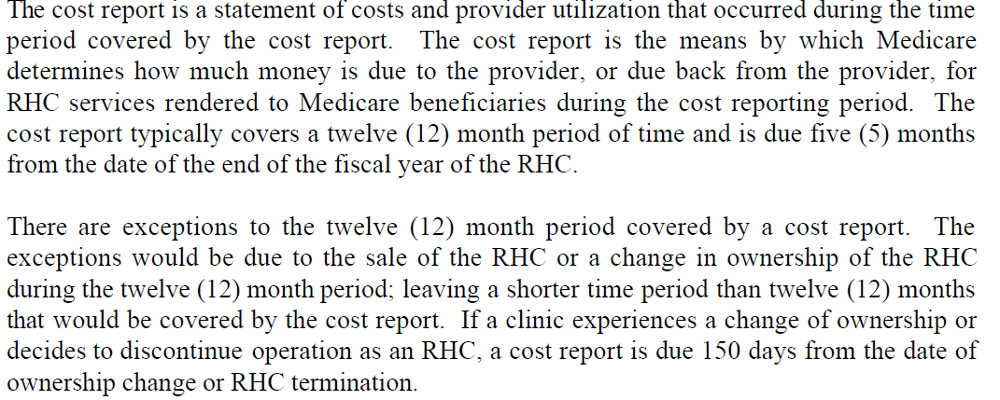 The cost report is a statement of costs and provider utilization that occurred during the time
period covered by the cost report. The cost report is the means by which Medicare
determines how much money is due to the provider, or due back from the provider, for
RHC services rendered to Medicare beneficiaries during the cost reporting period. The
cost report typically covers a twelve (12) month period of time and is due five (5) months
from the date of the end of the fiscal year of the RHC.
There are exceptions to the twelve (12) month period covered by a cost report. The
exceptions would be due to the sale of the RHC or a change in ownership of the RHC
during the twelve (12) month period; leaving a shorter time period than twelve (12) months
that would be covered by the cost report. If a clinic experiences a change of ownership or
decides to discontinue operation as an RHC, a cost report is due 150 days from the date of
ownership change or RHC termination.